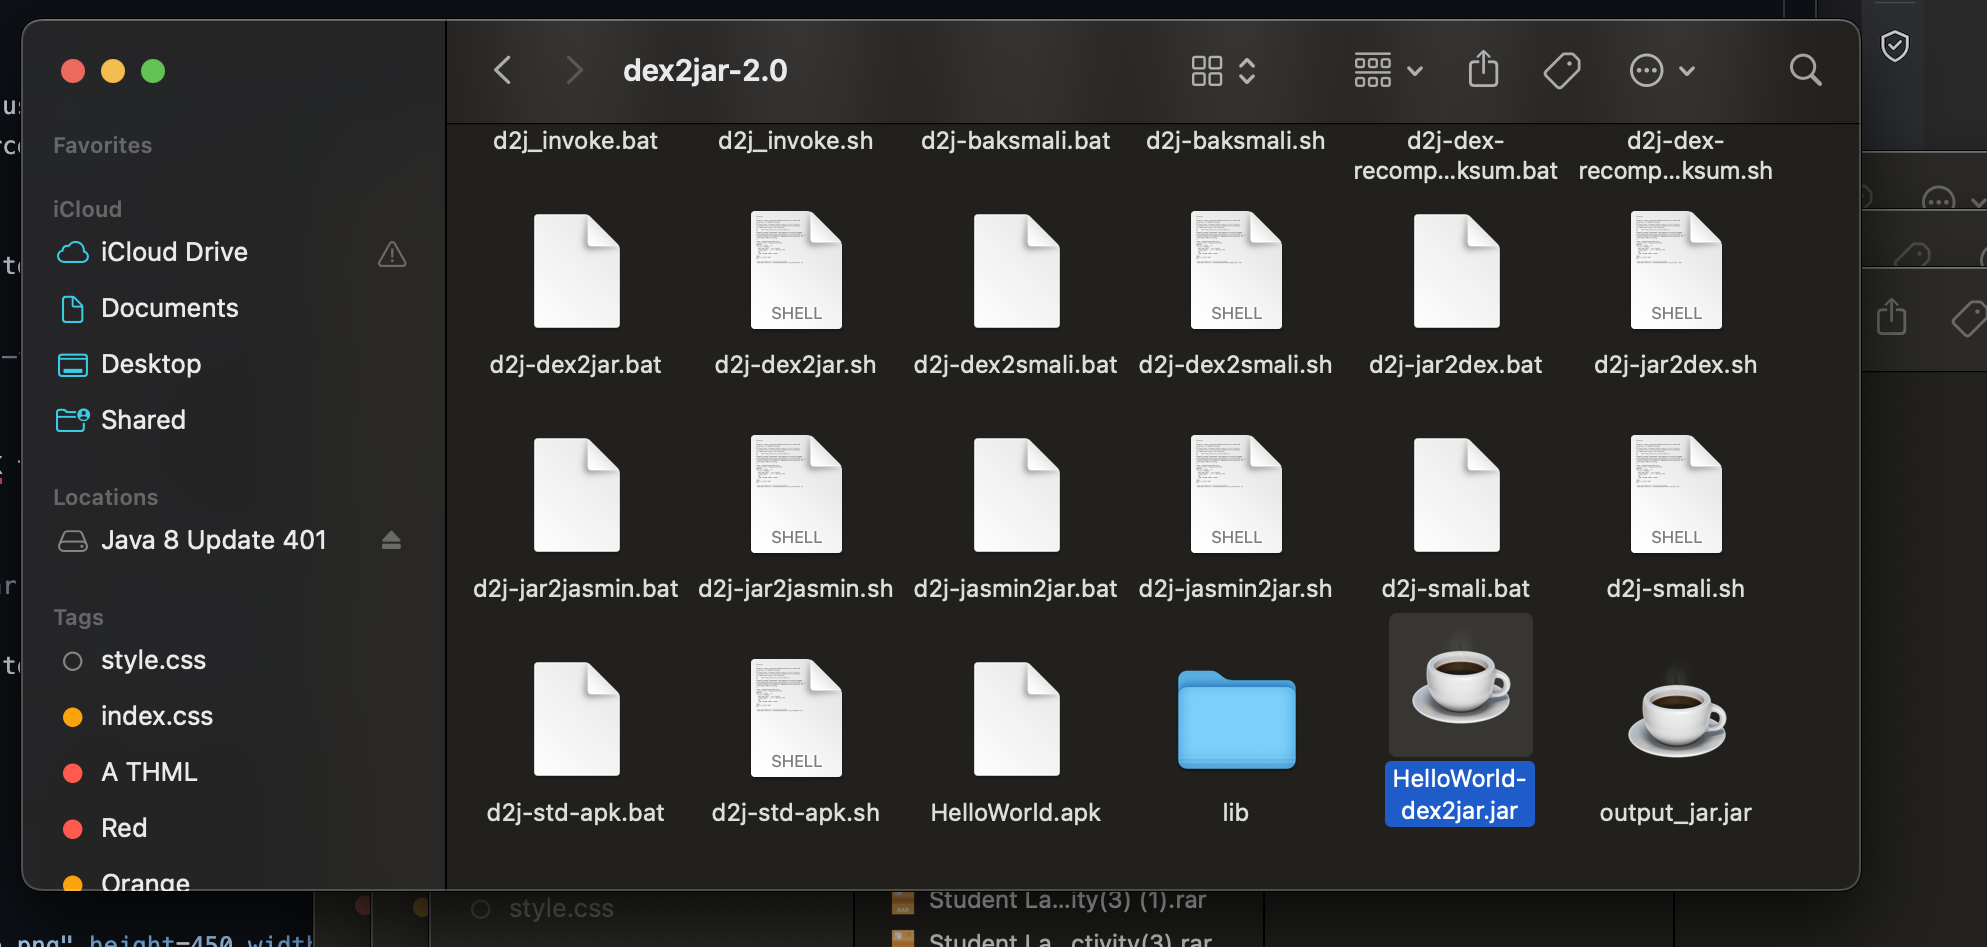 dex2jar-2.0
Favorites
iCloud
iCloud Drive
Documents
Desktop
Shared
Locations
Java 8 Update 401
Tags
style.css
index.css
A THML
Red
Orange
d2j_invoke.bat
d2j_invoke.sh
d2j-baksmali.bat
d2j-baksmali.sh
d2j-dex-
recomp...ksum.bat
d2j-dex-
recomp...ksum.sh
SHELL
SHELL
SHELL
d2j-dex2jar.bat
d2j-dex2jar.sh
d2j-dex2smali.bat
d2j-dex2smali.sh
d2j-jar2dex.bat
d2j-jar2dex.sh
SHELL
SHELL
SHELL
d2j-jar2jasmin.bat
d2j-jar2jasmin.sh
d2j-jasmin2jar.bat
d2j-jasmin2jar.sh
d2j-smali.bat
d2j-smali.sh
SHELL
d2j-std-apk.bat
d2j-std-apk.sh
HelloWorld.apk
lib
HelloWorld-
dex2jar.jar
output_jar.jar
style.css
Student La...ity(3) (1).rar
Student La...ctivity(3).rar
png" height=450 width